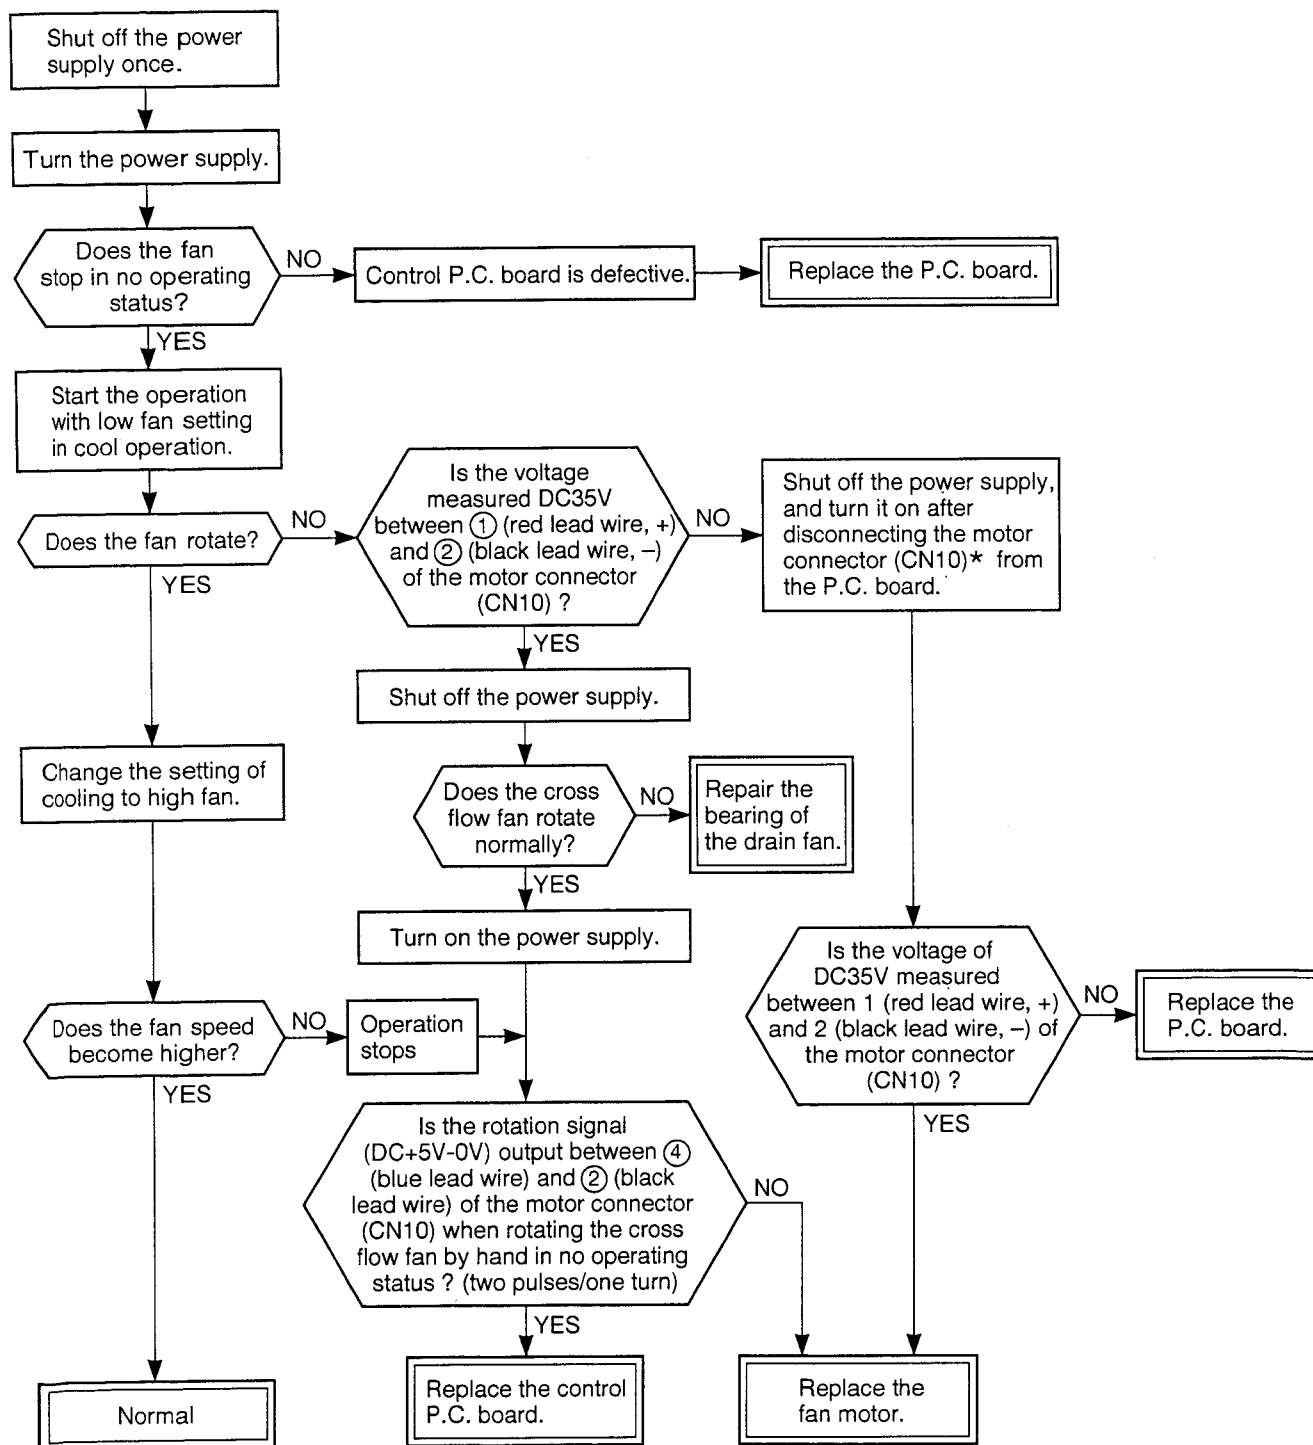 Shut off the power
supply once.
Turn the power supply.
Does the fan
stop in no operating
status?
NO
Control P.C. board is defective.
Replace the P.C. board.
YES
Start the operation
with low fan setting
in cool operation.
Does the fan rotate?
NO
Is the voltage
measured DC35V
between ① (red lead wire, +)
and ② (black lead wire, –)
of the motor connector
(CN10) ?
NO
Shut off the power supply,
and turn it on after
disconnecting the motor
connector (CN10)* from
the P.C. board.
YES
YES
Shut off the power supply.
Change the setting of
cooling to high fan.
Does the cross
flow fan rotate
normally?
NO
Repair the
bearing of
the drain fan.
YES
Turn on the power supply.
Is the voltage of
DC35V measured
between 1 (red lead wire, +)
and 2 (black lead wire, –) of
the motor connector
(CN10) ?
NO
Replace the
P.C. board.
YES
Does the fan speed
become higher?
NO
Operation
stops
YES
Is the rotation signal
(DC+5V-0V) output between ④
(blue lead wire) and ② (black
lead wire) of the motor connector
(CN10) when rotating the cross
flow fan by hand in no operating
status ? (two pulses/one turn)
NO
YES
Normal
Replace the control
P.C. board.
Replace the
fan motor.